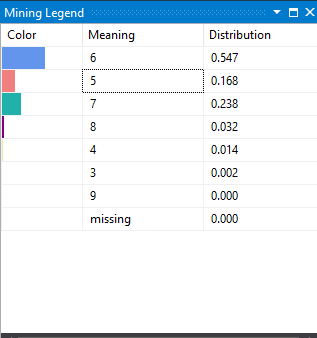 Mining Legend
Color Meaning Distribution
6 0.547
5 0.168
7 0.238
8 0.032
4 0.014
3 0.002
9 0.000
missing 0.000